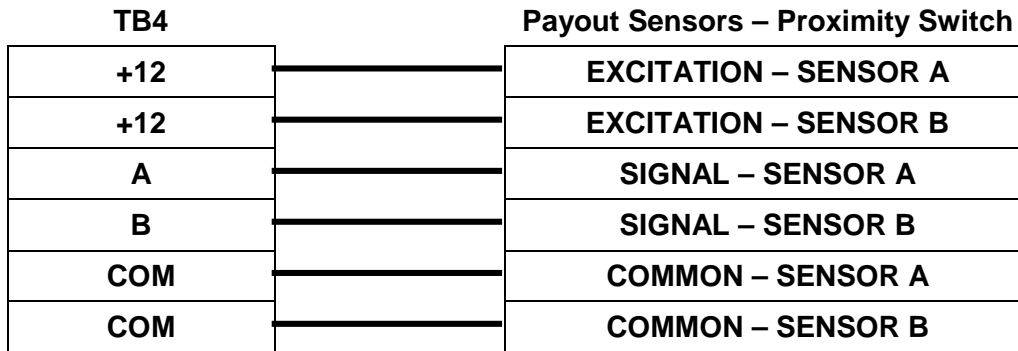 TB4 Payout Sensors – Proximity Switch
+12 EXCITATION – SENSOR A
+12 EXCITATION – SENSOR B
A SIGNAL – SENSOR A
B SIGNAL – SENSOR B
COM COMMON – SENSOR A
COM COMMON – SENSOR B